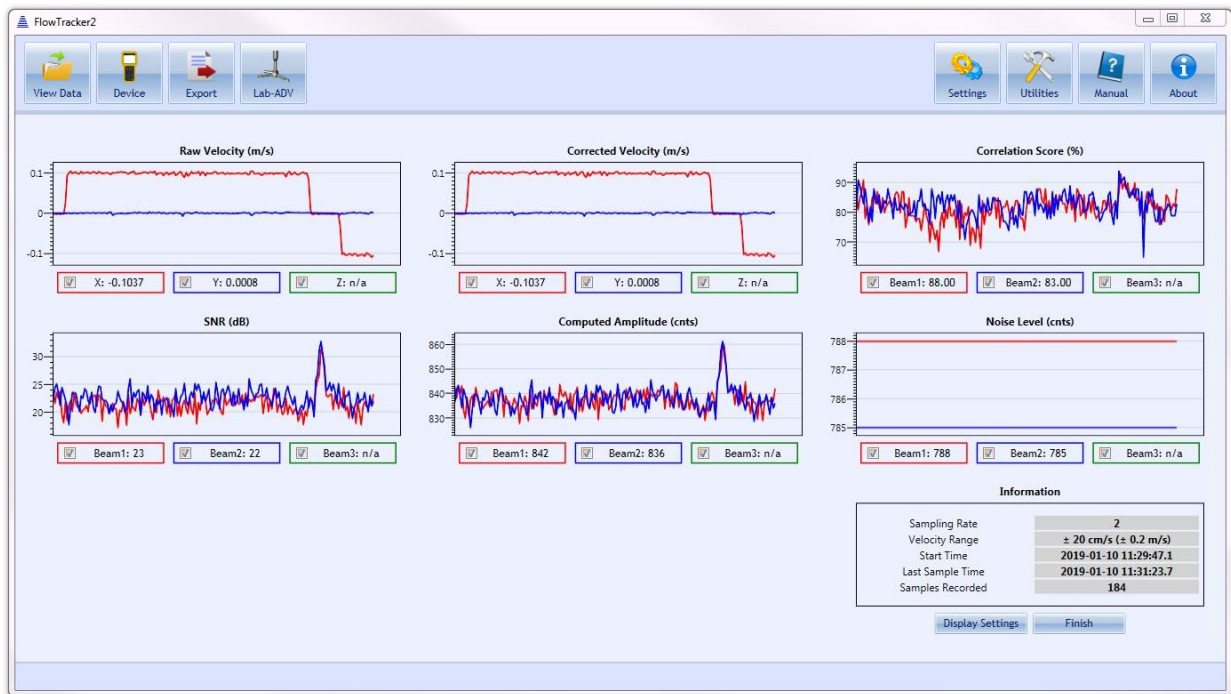 FlowTracker2
View Data Device Export Lab-ADV Settings Utilities Manual About
Raw Velocity (m/s)
0.1
0
-0.1
X: -0.1037 Y: 0.0008 Z: n/a
Corrected Velocity (m/s)
0.1
0
-0.1
X: -0.1037 Y: 0.0008 Z: n/a
Correlation Score (%)
90
80
70
Beam1: 88.00 Beam2: 83.00 Beam3: n/a
SNR (dB)
30
25
20
Beam1: 23 Beam2: 22 Beam3: n/a
Computed Amplitude (cnts)
860
850
840
830
Beam1: 842 Beam2: 836 Beam3: n/a
Noise Level (cnts)
788
787
786
785
Beam1: 788 Beam2: 785 Beam3: n/a
Information
Sampling Rate 2
Velocity Range ± 20 cm/s (± 0.2 m/s)
Start Time 2019-01-10 11:29:47.1
Last Sample Time 2019-01-10 11:31:23.7
Samples Recorded 184
Display Settings Finish